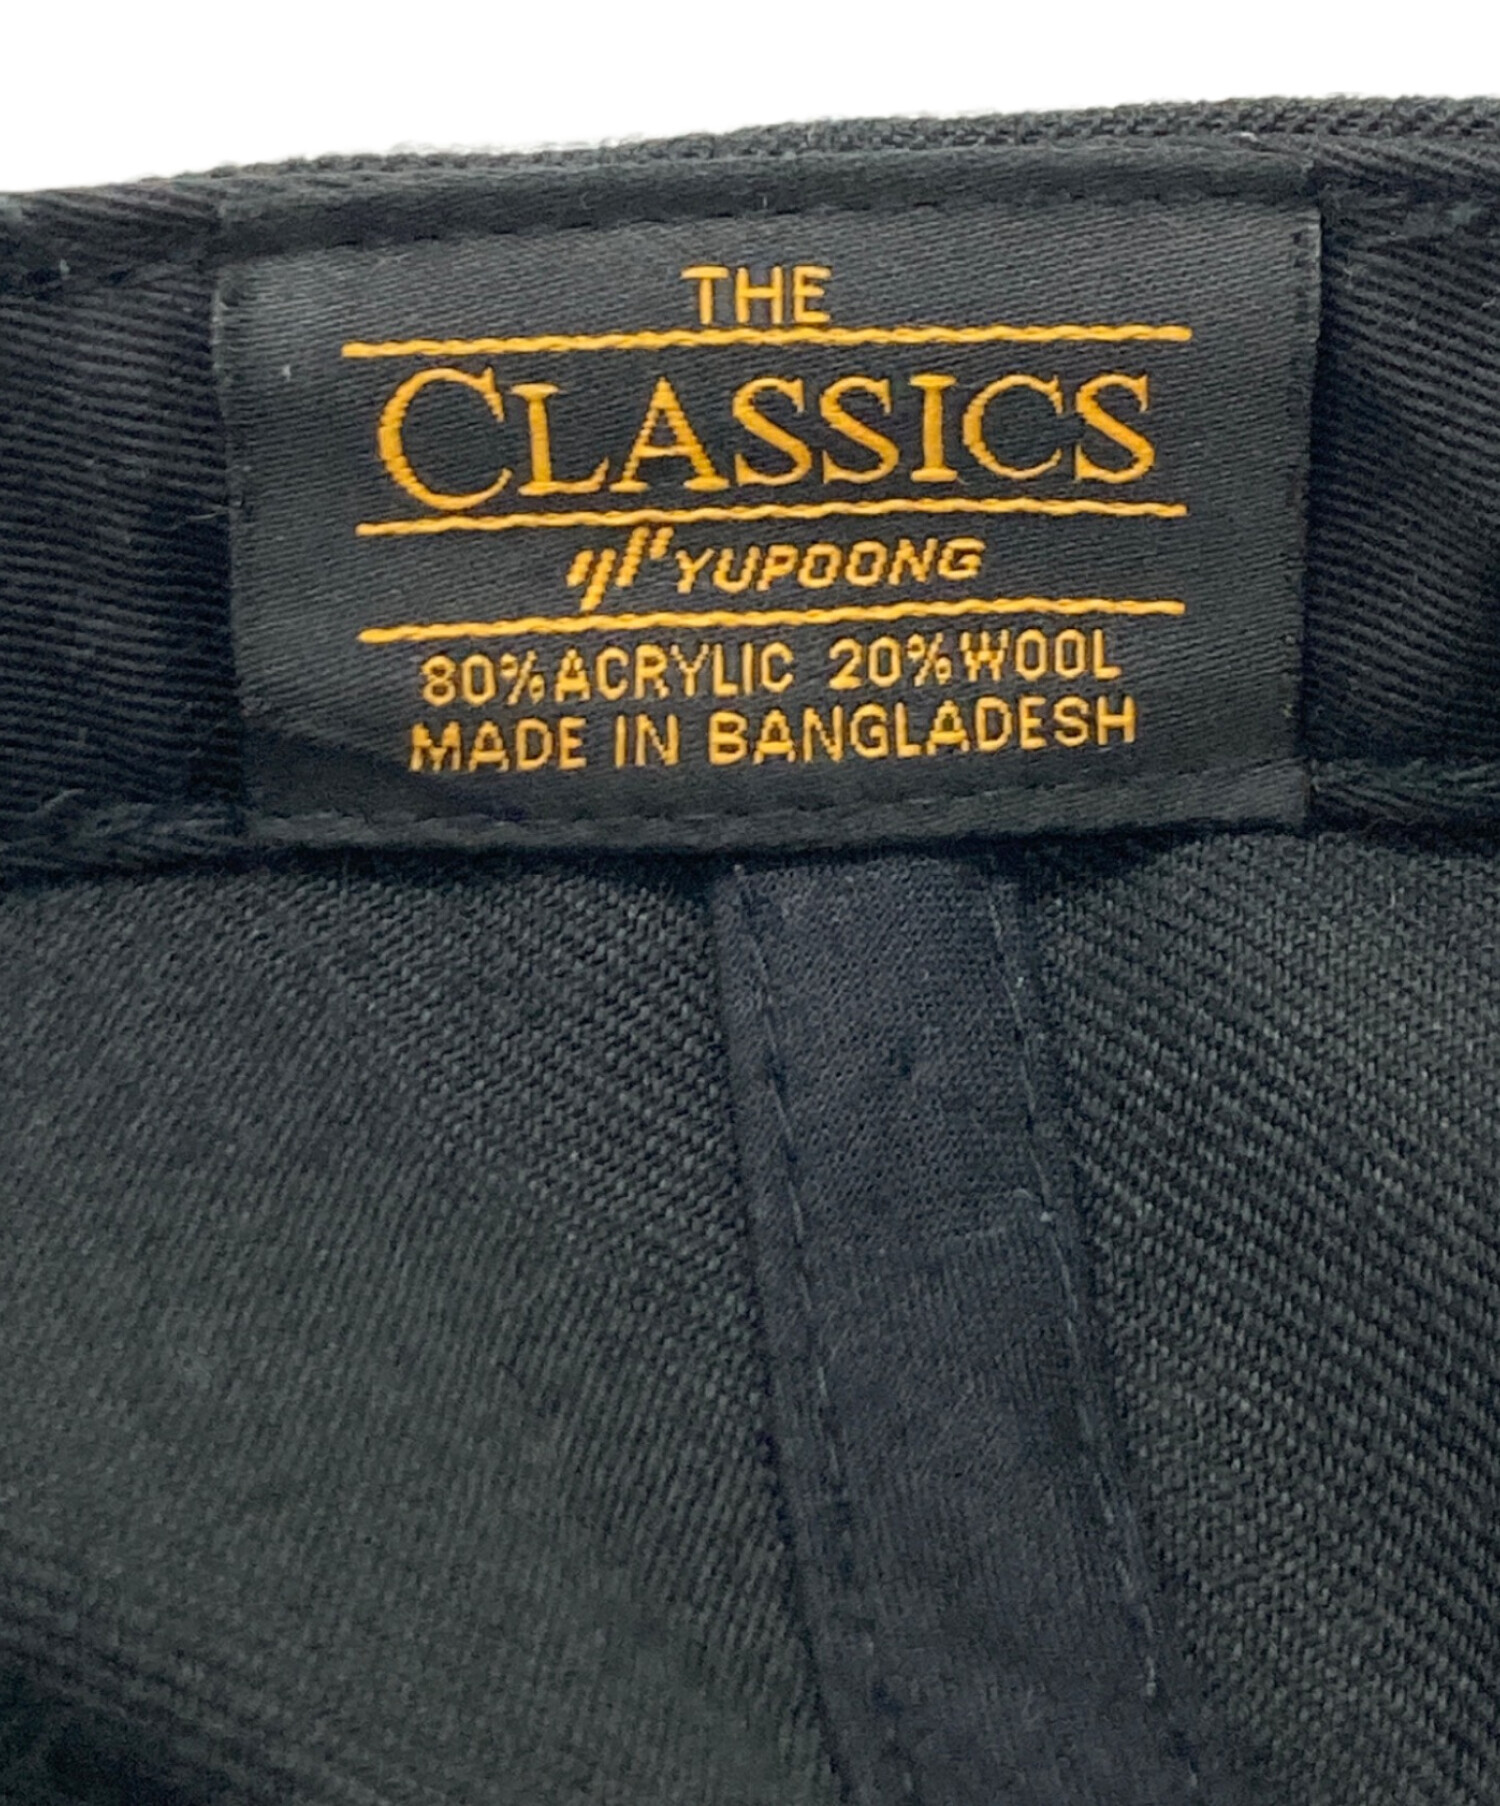 THE
CLASSICS
YUPOONG
80% ACRYLIC 20% WOOL
MADE IN BANGLADESH